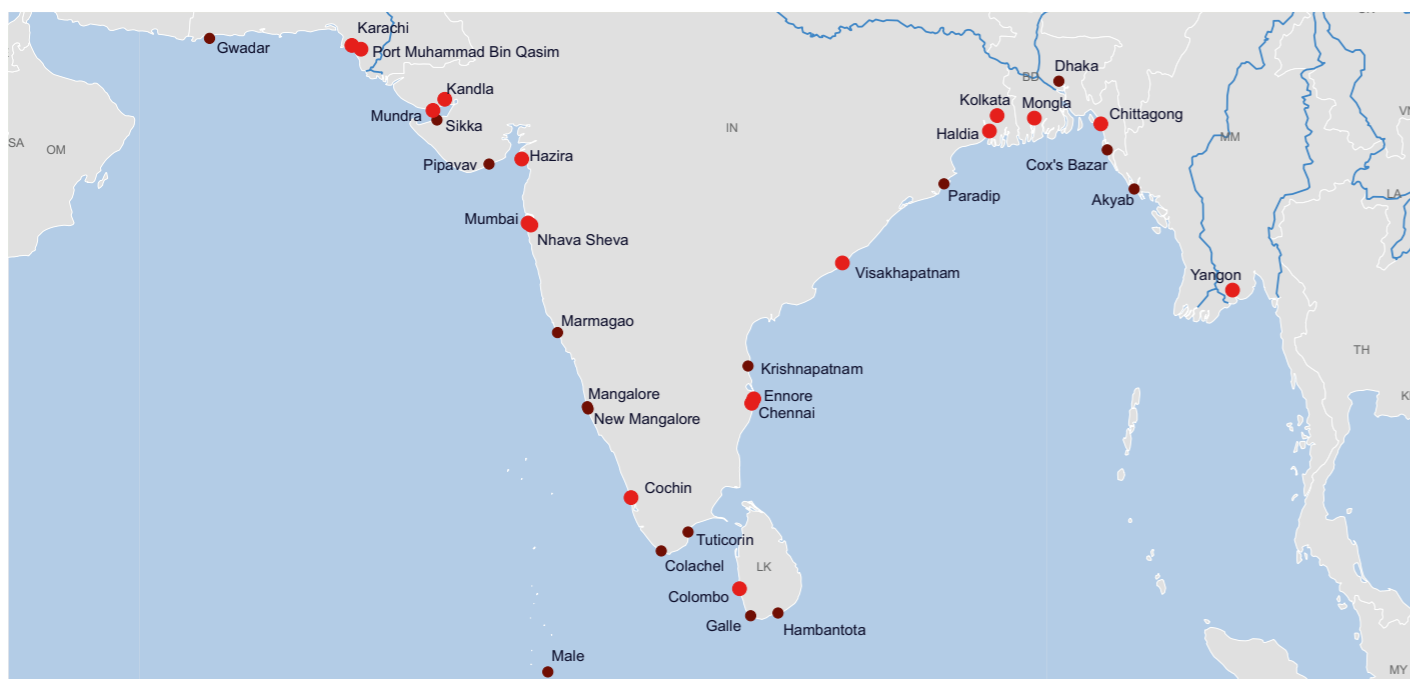 Karachi
Gwadar
Port Muhammad Bin Qasim
Dhaka
BD
Kandla
Kolkata
Mongla
Mundra
Chittagong
Sikka
IN
Haldia
MM
SA
OM
Hazira
Pipavav
Cox's Bazar
LA
Paradip
Akyab
Mumbai
Nhava Sheva
Visakhapatnam
Yangon
Marmagao
TH
Krishnapatnam
Mangalore
Ennore
New Mangalore
Chennai
Cochin
Tuticorin
Colachel
LK
Colombo
Galle
Hambantota
Male
MY